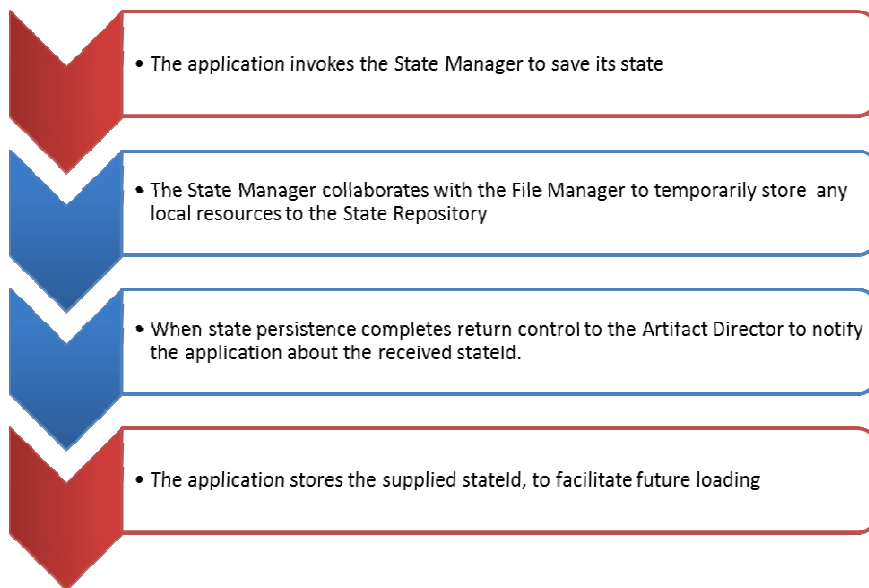 • The application invokes the State Manager to save its state
• The State Manager collaborates with the File Manager to temporarily store any
local resources to the State Repository
• When state persistence completes return control to the Artifact Director to notify
the application about the received stateId.
• The application stores the supplied stateId, to facilitate future loading